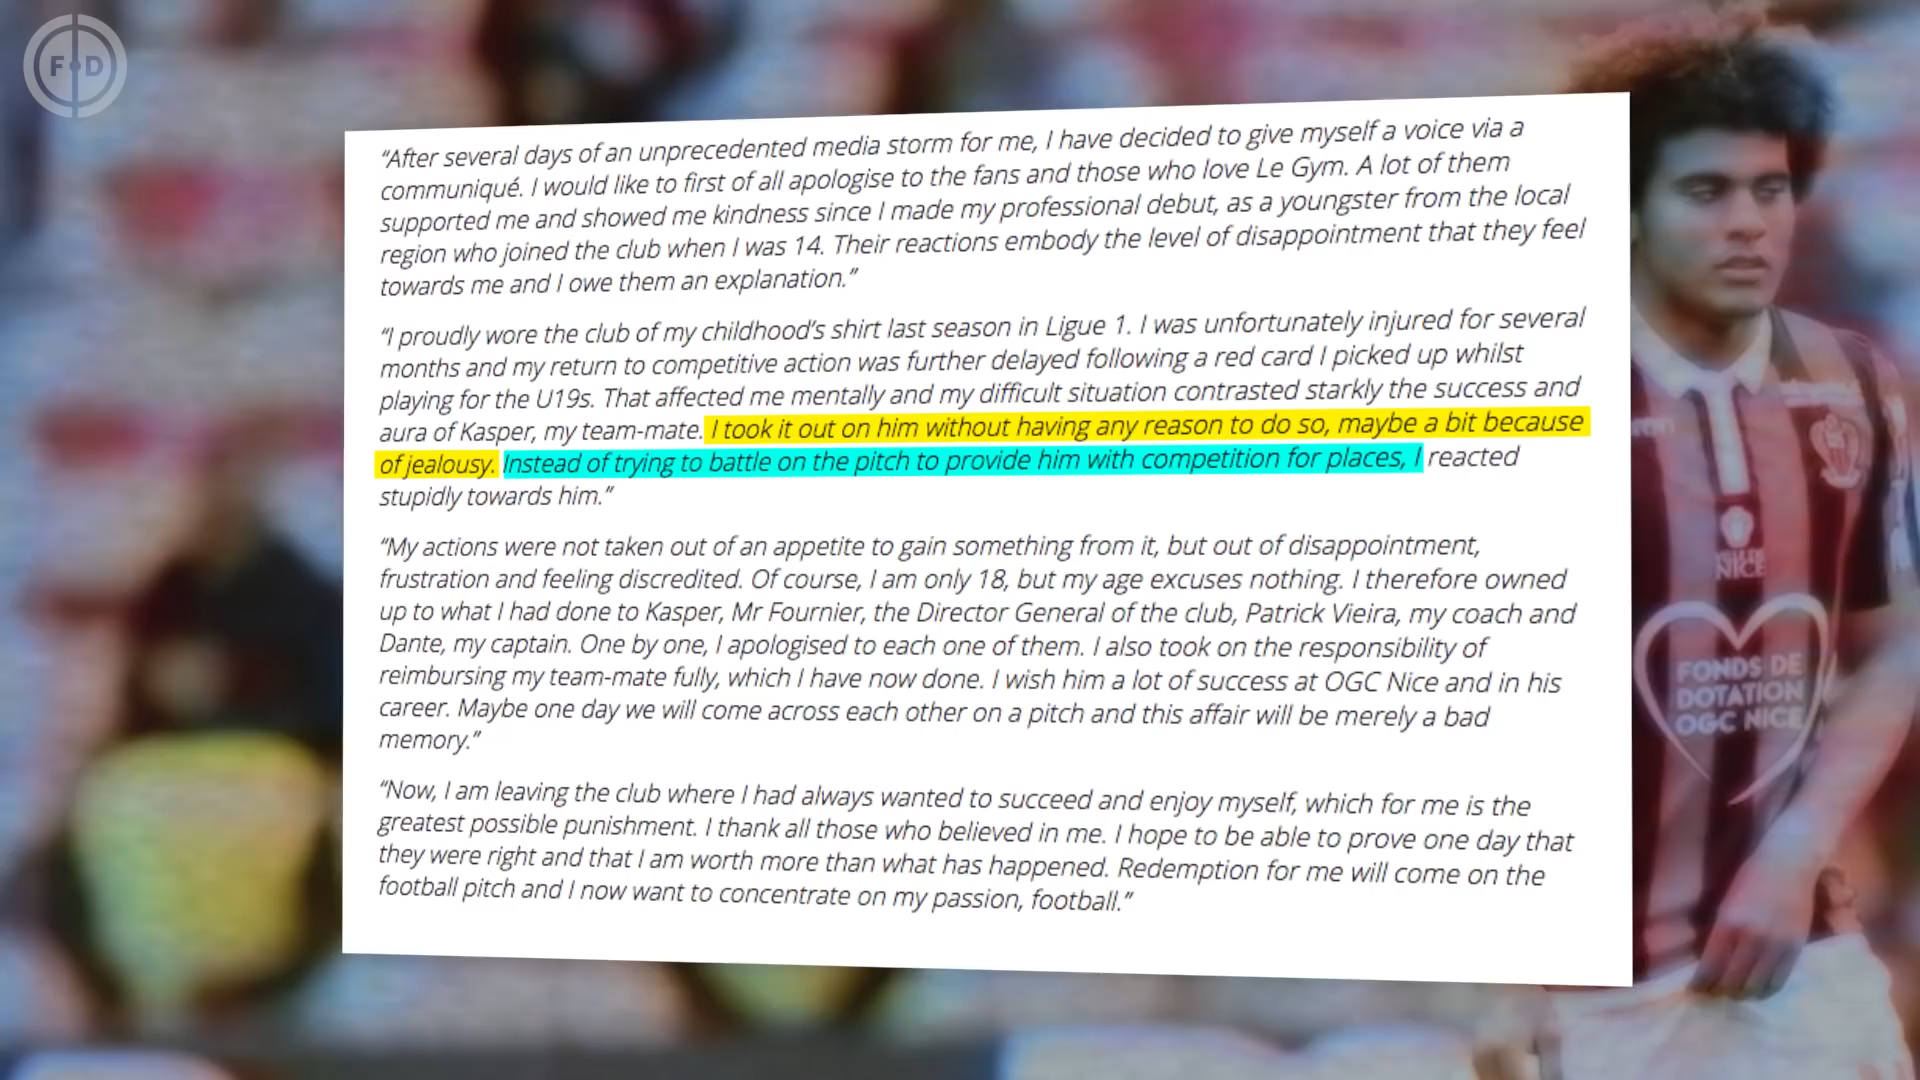 F D
“After several days of an unprecedented media storm for me, I have decided to give myself a voice via a
communiqué. I would like to first of all apologise to the fans and those who love Le Gym. A lot of them
supported me and showed me kindness since I made my professional debut, as a youngster from the local
region who joined the club when I was 14. Their reactions embody the level of disappointment that they feel
towards me and I owe them an explanation.”
“I proudly wore the club of my childhood’s shirt last season in Ligue 1. I was unfortunately injured for several
months and my return to competitive action was further delayed following a red card I picked up whilst
playing for the U19s. That affected me mentally and my difficult situation contrasted starkly the success and
aura of Kasper, my team-mate. I took it out on him without having any reason to do so, maybe a bit because
of jealousy. Instead of trying to battle on the pitch to provide him with competition for places, I reacted
stupidly towards him.”
“My actions were not taken out of an appetite to gain something from it, but out of disappointment,
frustration and feeling discredited. Of course, I am only 18, but my age excuses nothing. I therefore owned
up to what I had done to Kasper, Mr Fournier, the Director General of the club, Patrick Vieira, my coach and
Dante, my captain. One by one, I apologised to each one of them. I also took on the responsibility of
reimbursing my team-mate fully, which I have now done. I wish him a lot of success at OGC Nice and in his
career. Maybe one day we will come across each other on a pitch and this affair will be merely a bad
memory.”
“Now, I am leaving the club where I had always wanted to succeed and enjoy myself, which for me is the
greatest possible punishment. I thank all those who believed in me. I hope to be able to prove one day that
they were right and that I am worth more than what has happened. Redemption for me will come on the
football pitch and I now want to concentrate on my passion, football.”
NICE
FONDS DE
DOTATION
OGC NICE